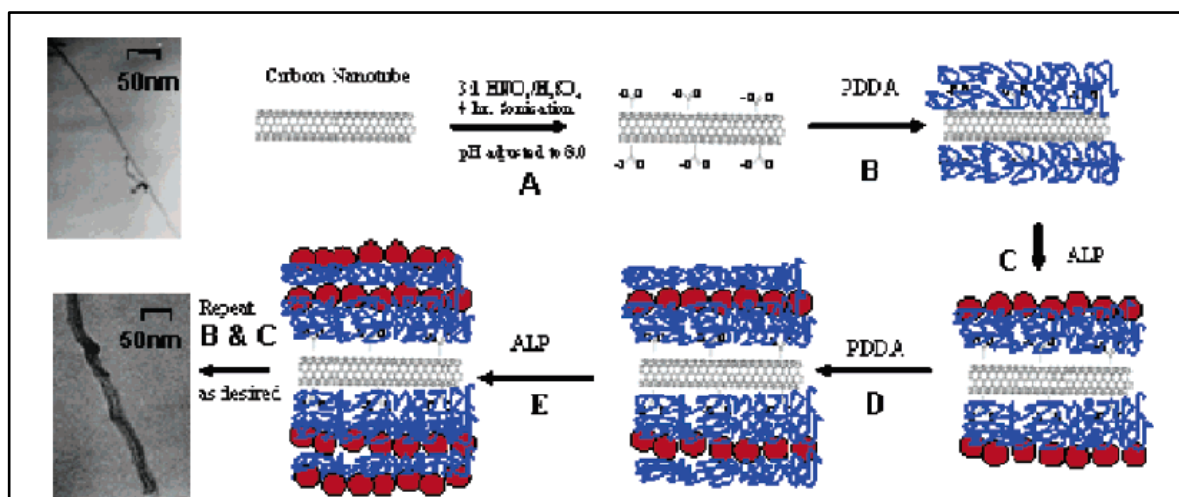 50nm
Carbon Nanotube
3:1 HNO₃/H₂SO₄
4 hr. Sonication
pH adjusted to 8.0
A
PDDA
B
C
ALP
PDDA
D
ALP
E
Repeat
B & C
as desired
50nm